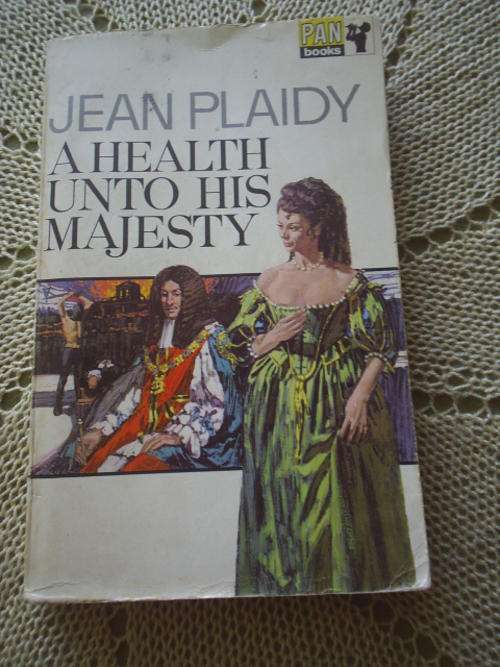 PAN
books
JEAN PLAIDY
A HEALTH
UNTO HIS
MAJESTY